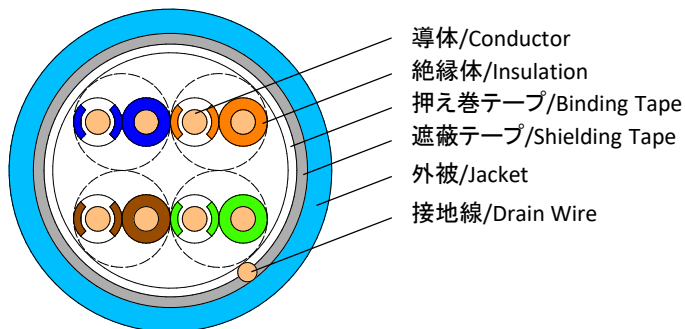 導体/Conductor
絶縁体/Insulation
押え巻テープ/Binding Tape
遮蔽テープ/Shielding Tape
外被/Jacket
接地線/Drain Wire